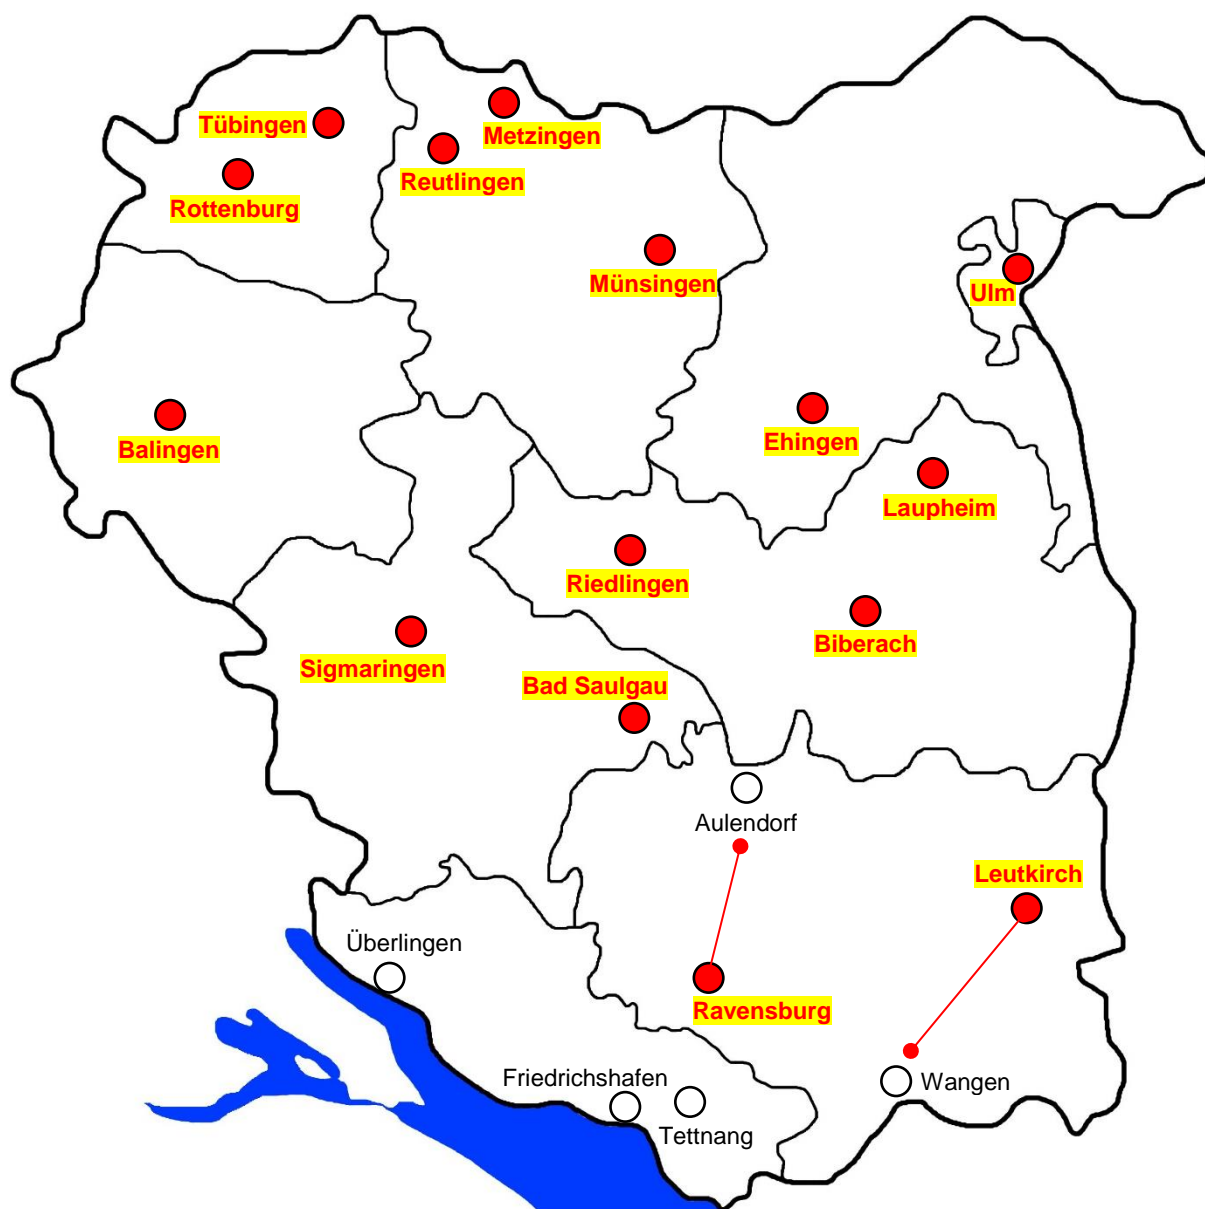 Tübingen
Metzingen
Reutlingen
Rottenburg
Münsingen
Ulm
Balingen
Ehingen
Laupheim
Riedlingen
Biberach
Sigmaringen
Bad Saulgau
Aulendorf
Leutkirch
Überlingen
Ravensburg
Friedrichshafen
Wangen
Tettnang